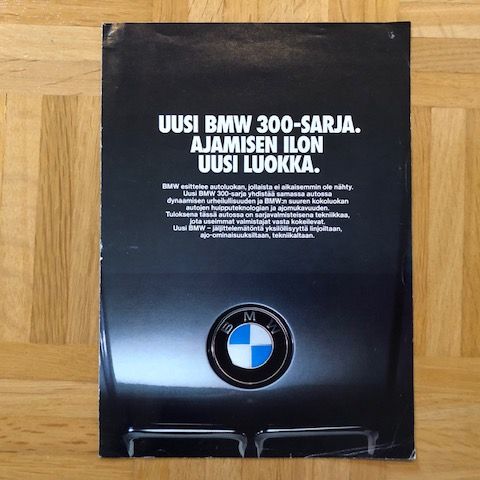 UUSI BMW 300-SARJA.
AJAMISEN ILON
UUSI LUOKKA.
BMW esittelee autoluokan, jollaista ei aikaisemmin ole nähty.
Uusi BMW 300-sarja yhdistää samassa autossa
dynaamisen urheilullisuuden ja BMW:n suuren kokoluokan
autojen huipputeknologian ja ajomukavuuden.
Tuloksena tässä autossa on sarjavalmisteisena tekniikkaa,
jota useimmat valmistajat vasta kokeilevat.
Uusi BMW – jäljittelemätöntä yksilöllisyyttä linjoiltaan,
ajo-ominaisuuksiltaan, tekniikaltaan.
BMW